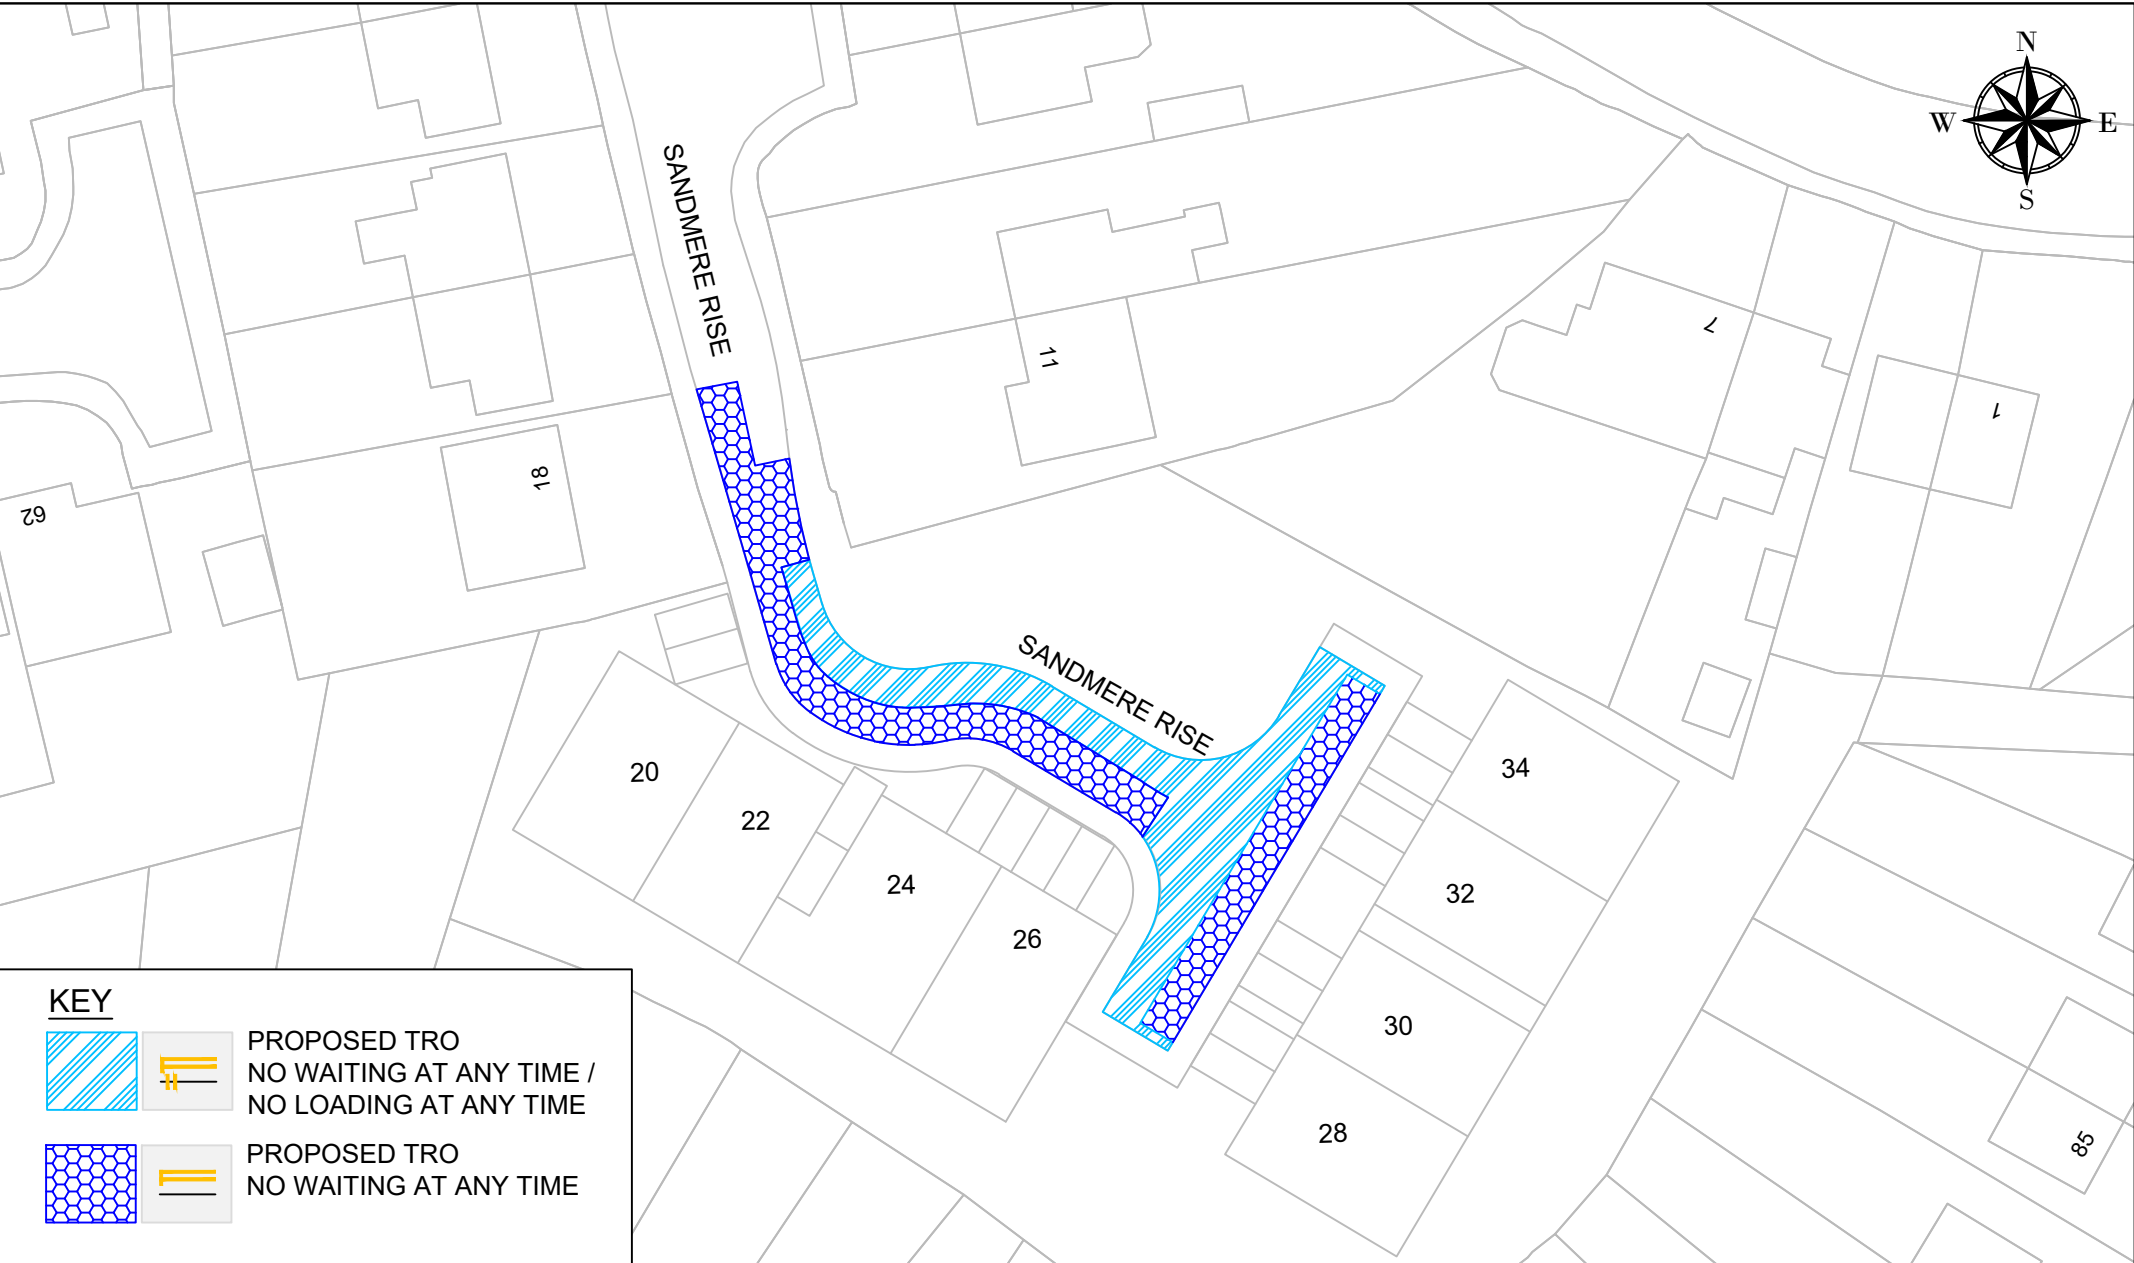 N
W E
S
SANDMERE RISE
7
11
1
18
62
SANDMERE RISE
20
34
22
24
32
26
30
28
85
KEY
PROPOSED TRO
NO WAITING AT ANY TIME /
NO LOADING AT ANY TIME
PROPOSED TRO
NO WAITING AT ANY TIME